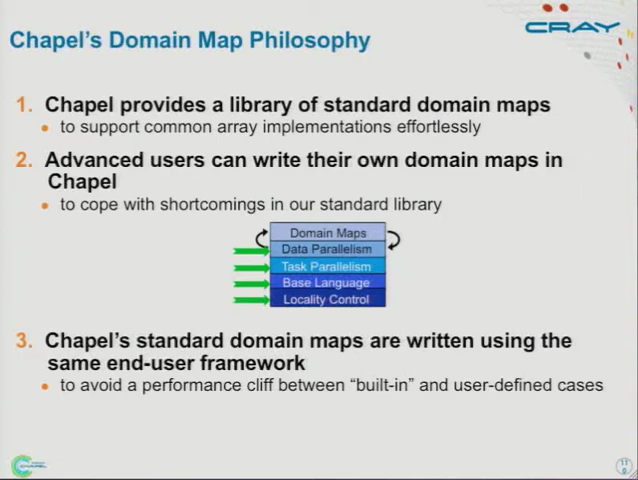 Chapel's Domain Map Philosophy
CRAY
1. Chapel provides a library of standard domain maps
• to support common array implementations effortlessly
2. Advanced users can write their own domain maps in
Chapel
• to cope with shortcomings in our standard library
Domain Maps
Data Parallelism
Task Parallelism
Base Language
Locality Control
3. Chapel's standard domain maps are written using the
same end-user framework
• to avoid a performance cliff between “built-in” and user-defined cases
CHAPEL